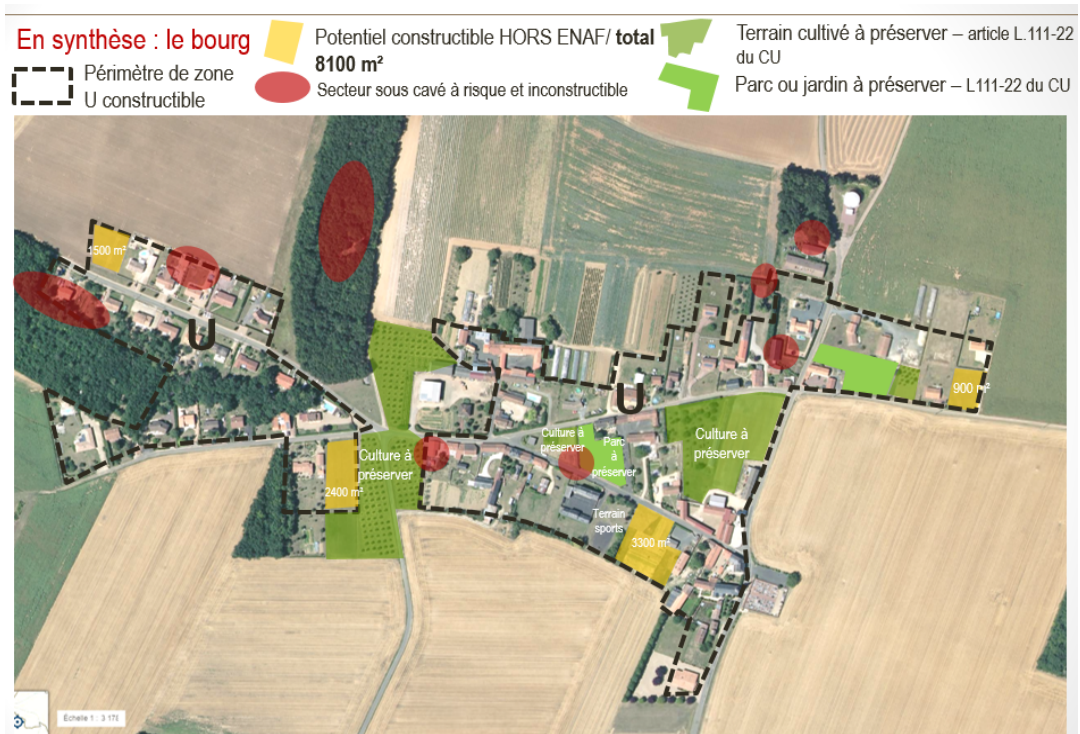 En synthèse : le bourg
Périmètre de zone
U constructible
Potentiel constructible HORS ENAF/ total
8100 m²
Secteur sous cavé à risque et inconstructible
Terrain cultivé à préserver – article L.111-22
du CU
Parc ou jardin à préserver – L111-22 du CU
1500 m²
U
U
900 m²
Culture à
préserver
2400 m²
Culture à
préserver
Parc
à
préserver
Culture à
préserver
Terrain
sports
3300 m²
Échelle 1 : 3 178